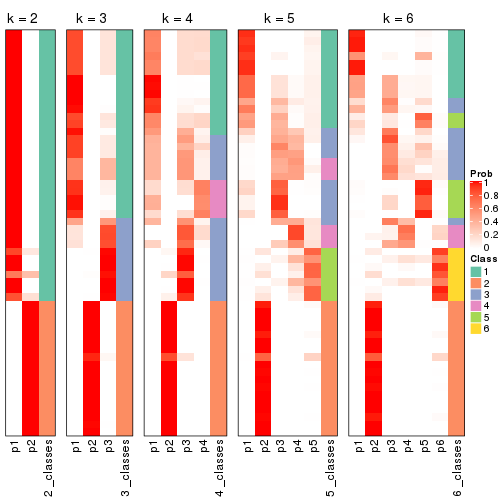 k = 2
k = 3
k = 4
k = 5
k = 6
Prob
1
0.8
0.6
0.4
0.2
0
Class
1
2
3
4
5
6
p1
p2
2_classes
p1
p2
p3
3_classes
p1
p2
p3
p4
4_classes
p1
p2
p3
p4
p5
5_classes
p1
p2
p3
p4
p5
p6
6_classes